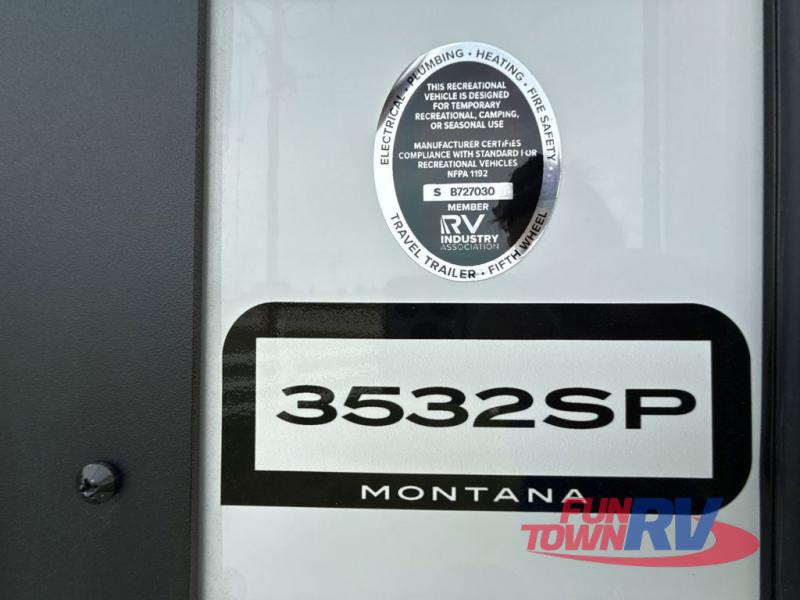 ELECTRICAL · PLUMBING · HEATING · FIRE SAFETY
THIS RECREATIONAL
VEHICLE IS DESIGNED
FOR TEMPORARY
RECREATIONAL, CAMPING,
OR SEASONAL USE
MANUFACTURER CERTIFIES
COMPLIANCE WITH STANDARD FOR
RECREATIONAL VEHICLES
NFPA 1192
S B727030
MEMBER
RV
INDUSTRY
ASSOCIATION
TRAVEL TRAILER · FIFTH WHEEL
3532SP
MONTANA
FUN
TOWN RV